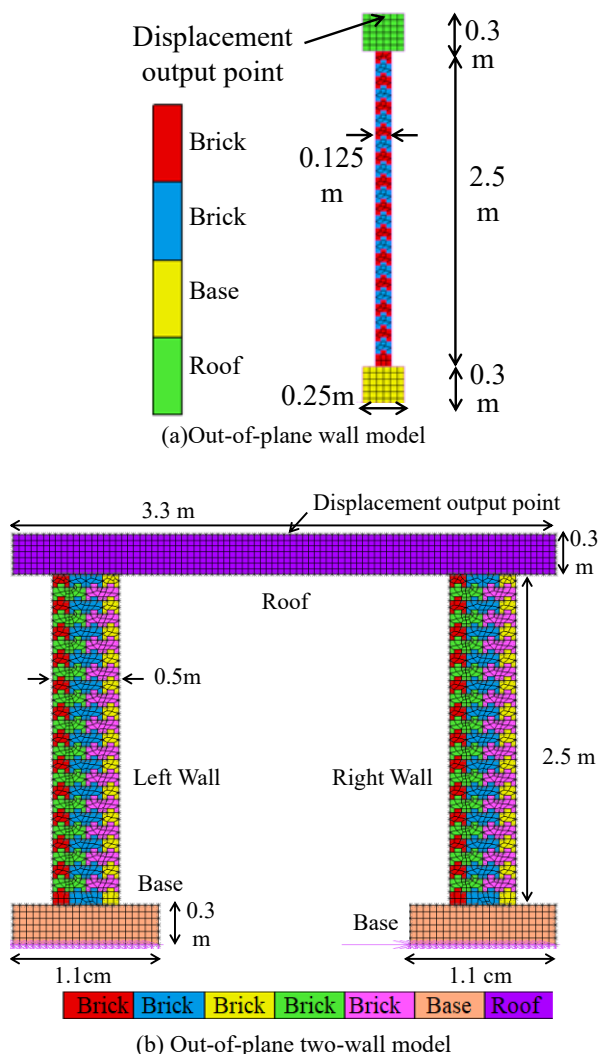 Displacement
output point
0.3
m
Brick
Brick
Base
Roof
0.125
m
2.5
m
0.25m
0.3
m
(a)Out-of-plane wall model
3.3 m
Displacement output point
0.3
m
Roof
0.5m
Left Wall
Right Wall
2.5 m
Base
0.3
m
Base
1.1cm
1.1 cm
Brick Brick Brick Brick Brick Base Roof
(b) Out-of-plane two-wall model